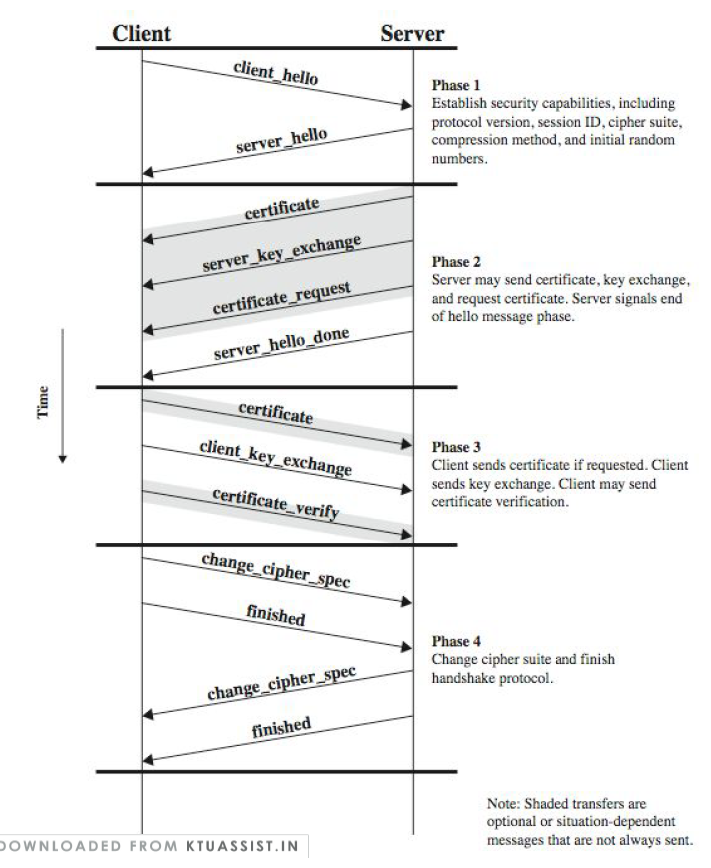 Client
Server
client_hello
Phase 1
Establish security capabilities, including
protocol version, session ID, cipher suite,
compression method, and initial random
numbers.
server_hello
certificate
server_key_exchange
certificate_request
server_hello_done
Phase 2
Server may send certificate, key exchange,
and request certificate. Server signals end
of hello message phase.
Time
certificate
client_key_exchange
certificate_verify
Phase 3
Client sends certificate if requested. Client
sends key exchange. Client may send
certificate verification.
change_cipher_spec
finished
change_cipher_spec
finished
Phase 4
Change cipher suite and finish
handshake protocol.
Note: Shaded transfers are
optional or situation-dependent
messages that are not always sent.
DOWNLOADED FROM KTUASSIST.IN